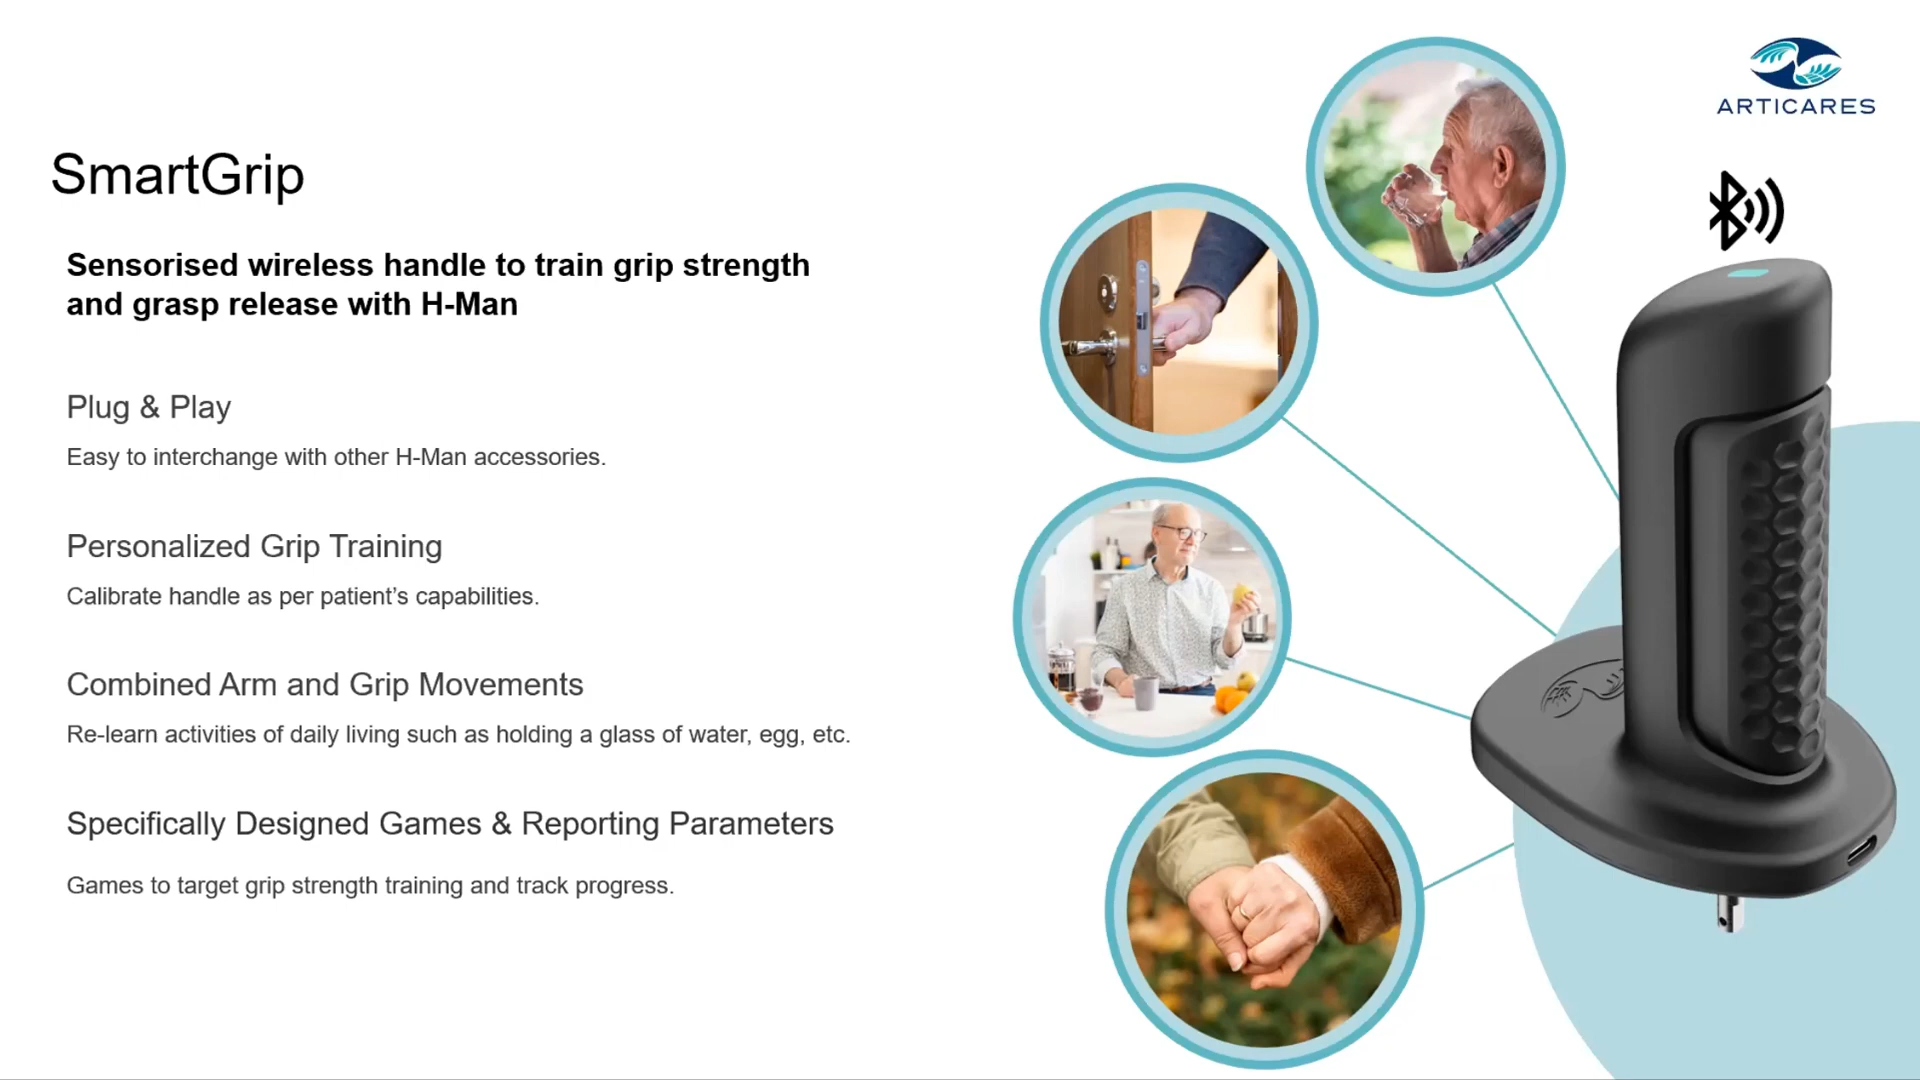 ARTICARES
SmartGrip
Sensorised wireless handle to train grip strength
and grasp release with H-Man
Plug & Play
Easy to interchange with other H-Man accessories.
Personalized Grip Training
Calibrate handle as per patient’s capabilities.
Combined Arm and Grip Movements
Re-learn activities of daily living such as holding a glass of water, egg, etc.
Specifically Designed Games & Reporting Parameters
Games to target grip strength training and track progress.